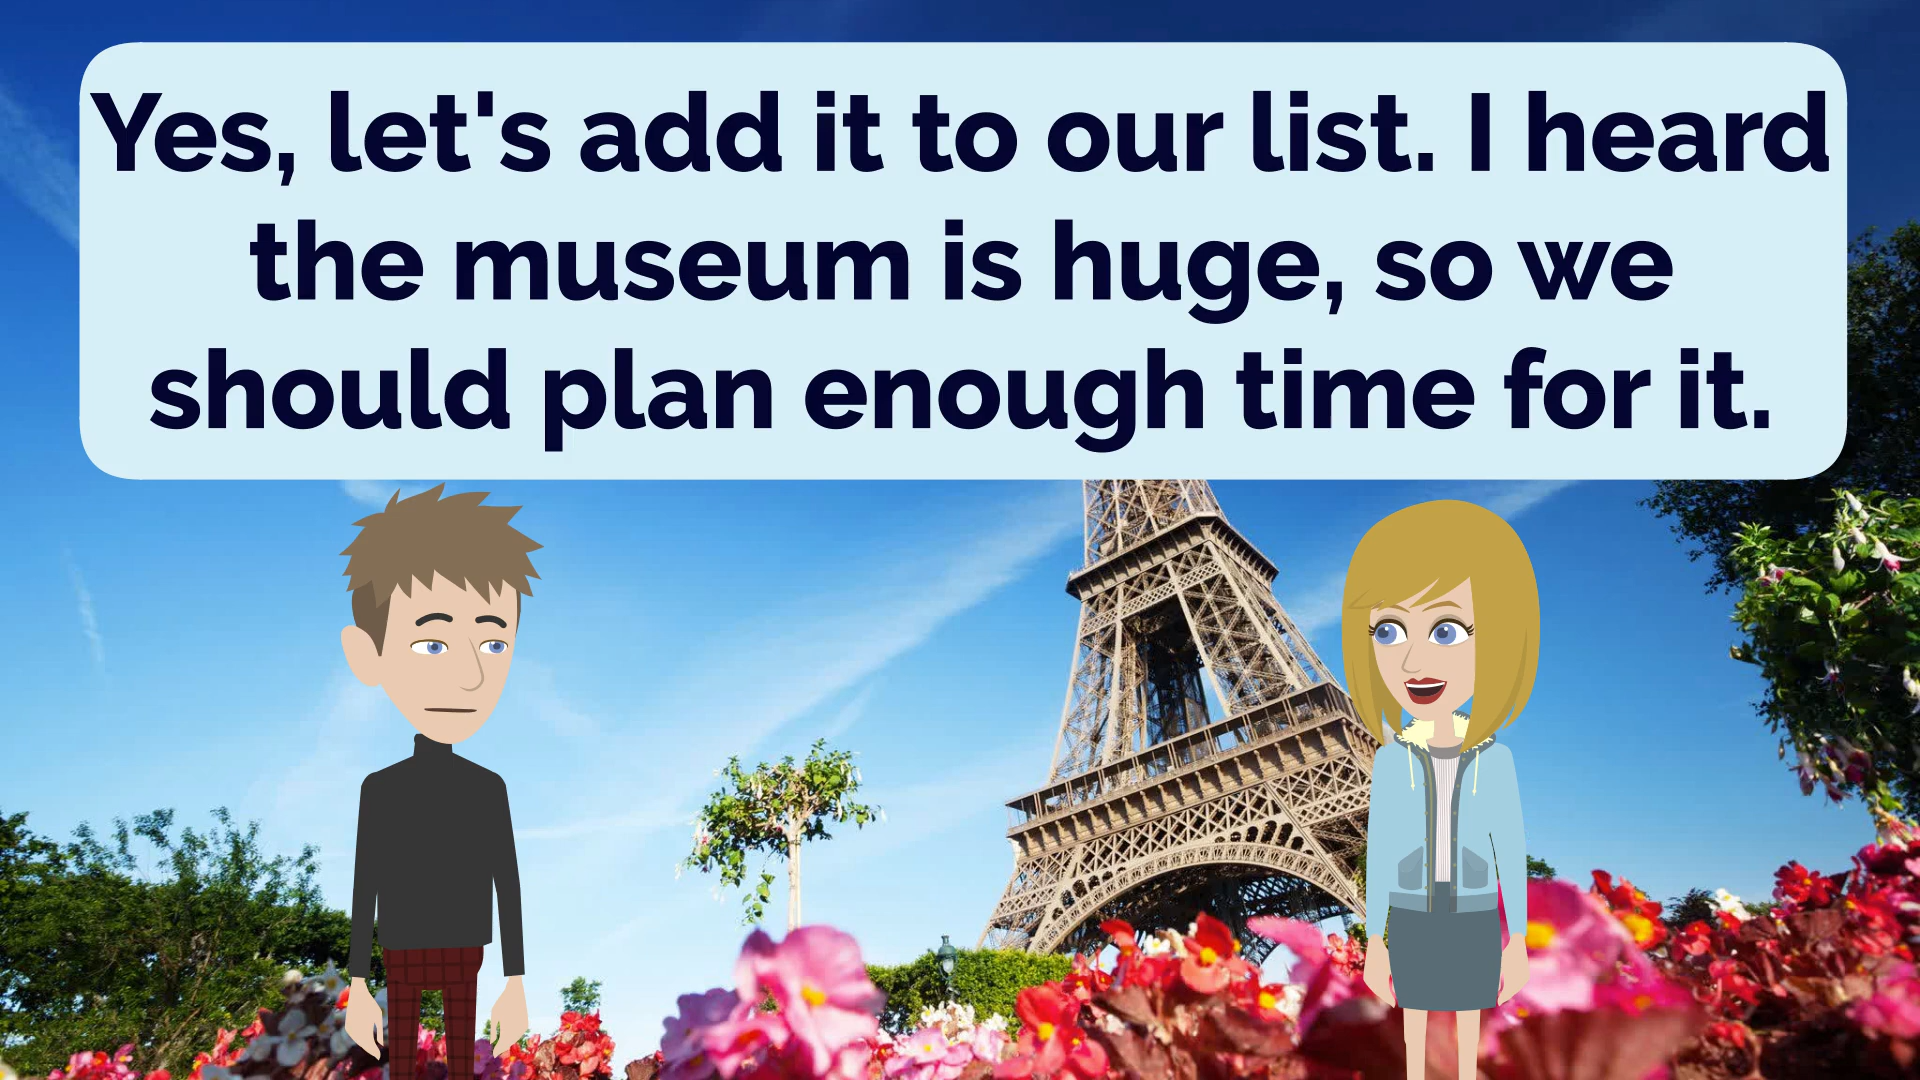 Yes, let's add it to our list. I heard
the museum is huge, so we
should plan enough time for it.